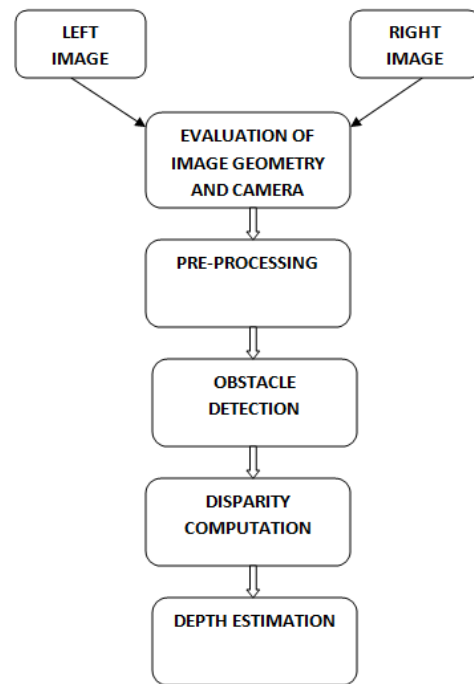 LEFT
IMAGE
RIGHT
IMAGE
EVALUATION OF
IMAGE GEOMETRY
AND CAMERA
PRE-PROCESSING
OBSTACLE
DETECTION
DISPARITY
COMPUTATION
DEPTH ESTIMATION